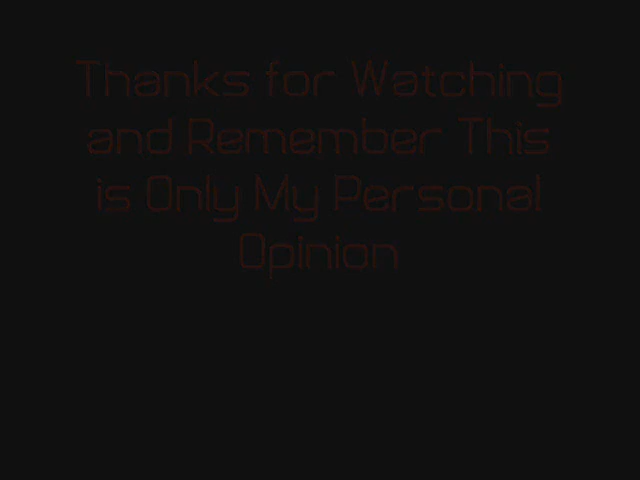 Thanks for Watching
and Remember This
is Only My Personal
Opinion